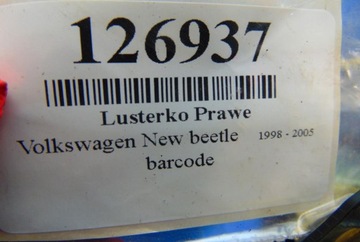 126937
Lusterko Prawe
Volkswagen New beetle 1998 - 2005
barcode